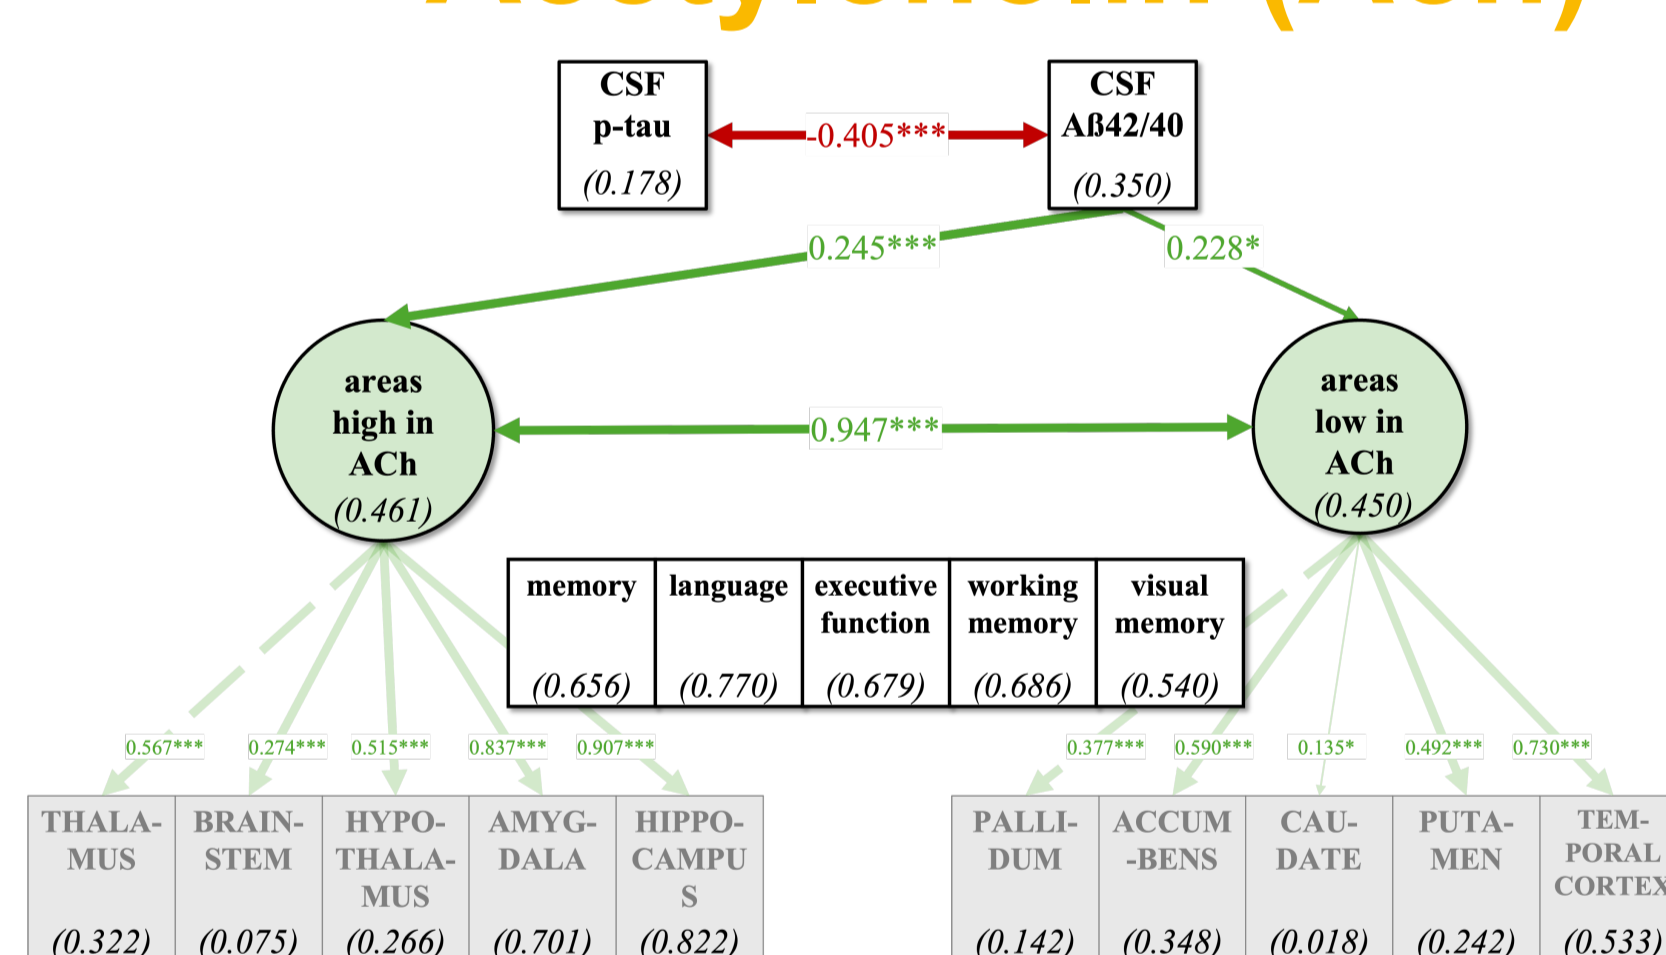 CSF
p-tau
(0.178)
-0.405***
CSF
Aß42/40
(0.350)
0.245***
0.228*
areas
high in
ACh
(0.461)
0.947***
areas
low in
ACh
(0.450)
memory
(0.656)
language
(0.770)
executive
function
(0.679)
working
memory
(0.686)
visual
memory
(0.540)
0.567***
0.274***
0.515***
0.837***
0.907***
0.377***
0.590***
0.135*
0.492***
0.730***
THALA-
MUS
(0.322)
BRAIN-
STEM
(0.075)
HYPO-
THALA-
MUS
(0.266)
AMYG-
DALA
(0.701)
HIPPO-
CAMPU
S
(0.822)
PALLI-
DUM
(0.142)
ACCUM
-BENS
(0.348)
CAU-
DATE
(0.018)
PUTA-
MEN
(0.242)
TEM-
PORAL
CORTEX
(0.533)